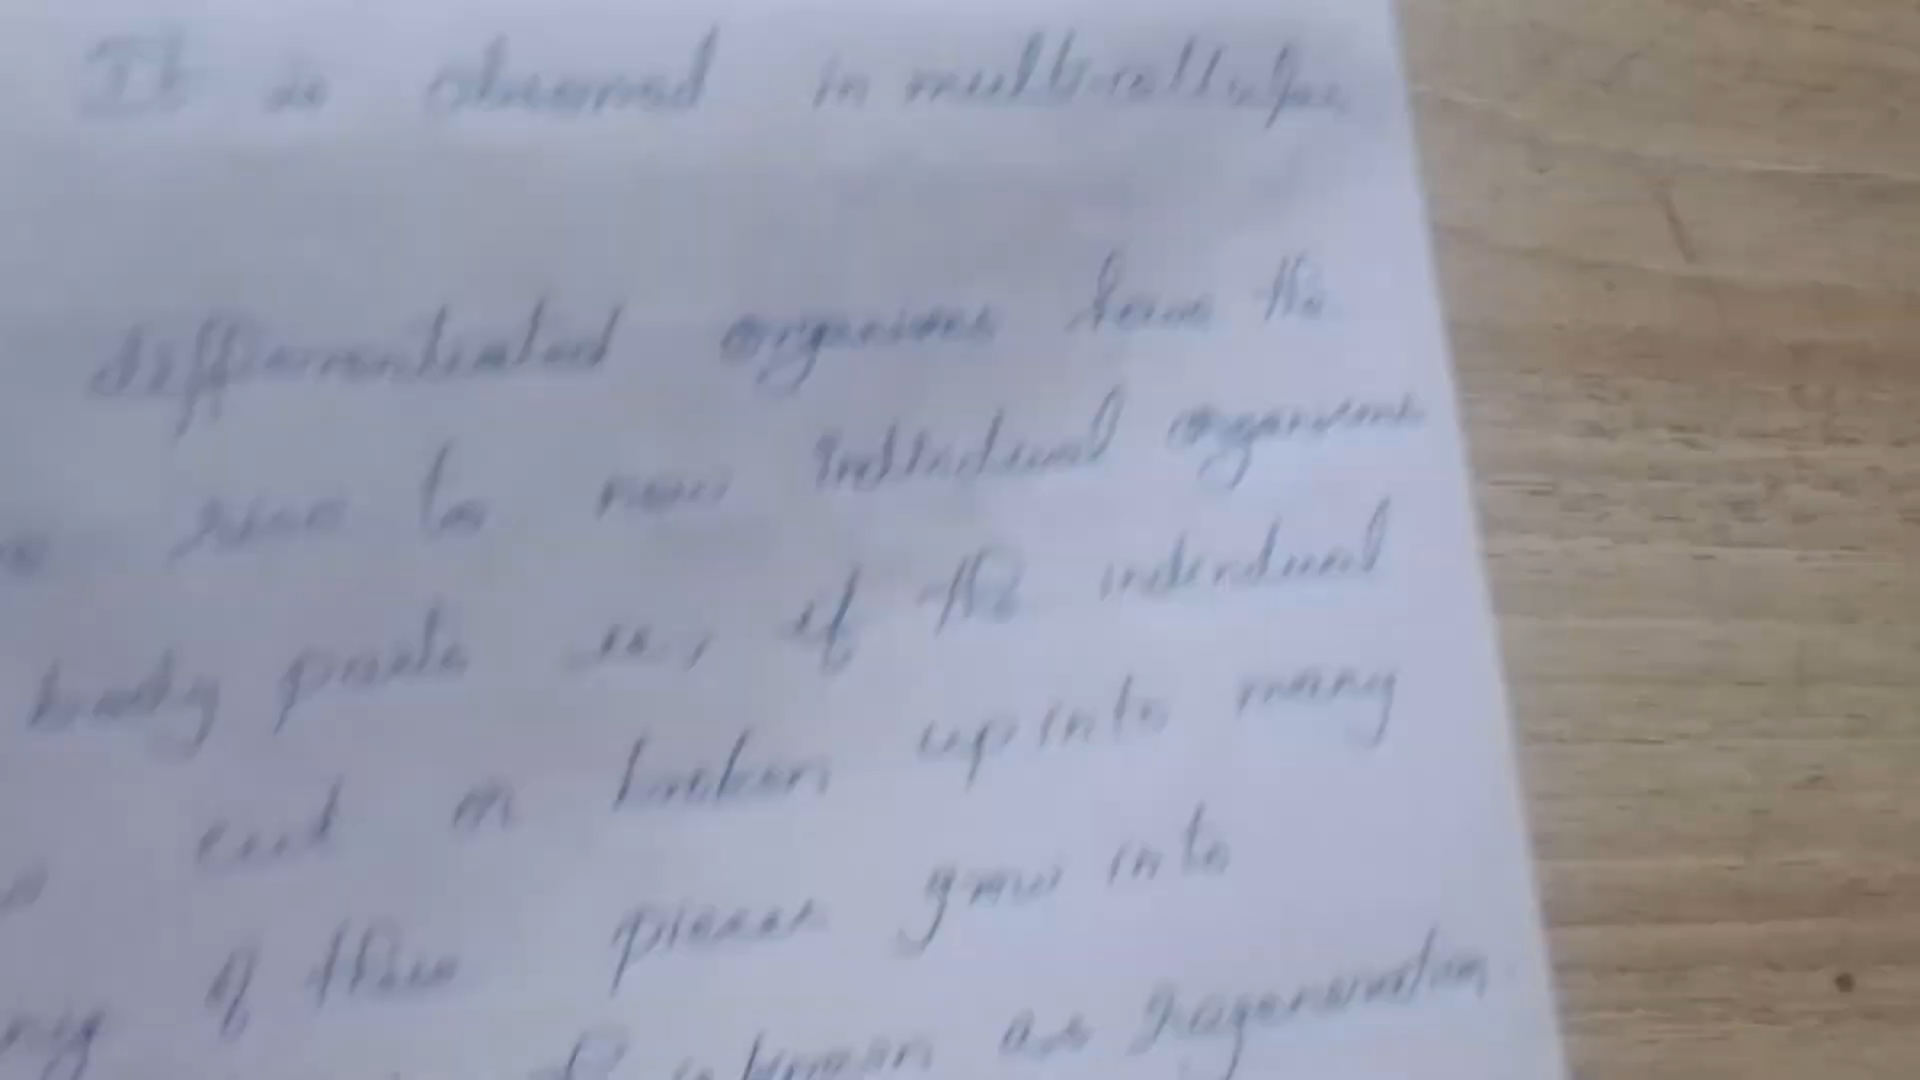 It is observed in multicellular
differentiated organisms have the
rise to new individual organisms
body parts ie, if the individual
cut or broken up into many
of these pieces grow into
as regeneration